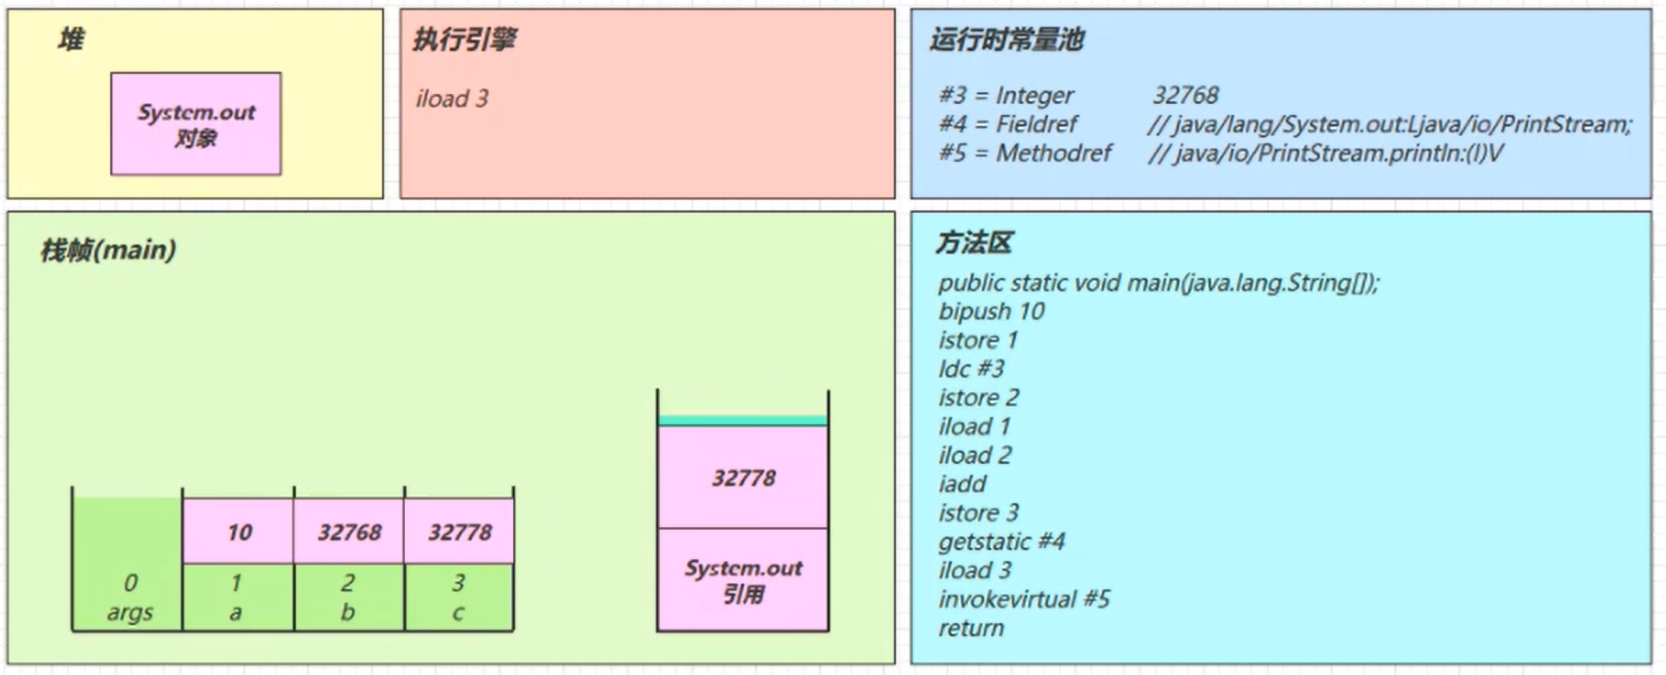 堆
System.out
对象
执行引擎
iload 3
运行时常量池
#3 = Integer 32768
#4 = Fieldref // java/lang/System.out:Ljava/io/PrintStream;
#5 = Methodref // java/io/PrintStream.println:(I)V
栈帧(main)
10 32768 32778
0 1 2 3
args a b c
32778
System.out
引用
方法区
public static void main(java.lang.String[]);
bipush 10
istore 1
ldc #3
istore 2
iload 1
iload 2
iadd
istore 3
getstatic #4
iload 3
invokevirtual #5
return